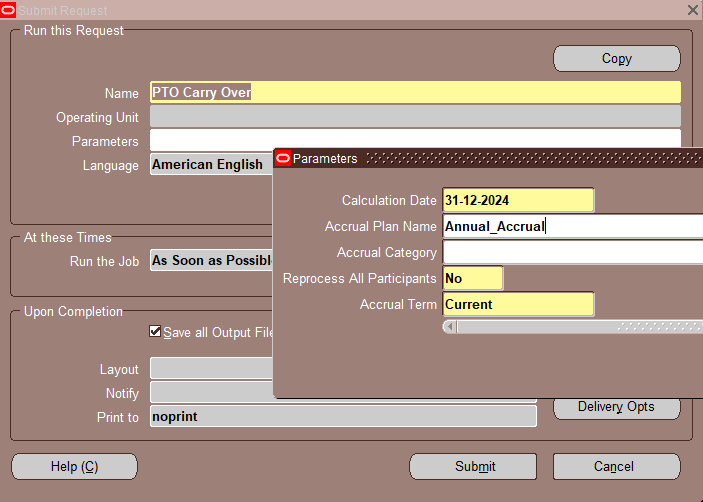 Submit Request
Run this Request
Copy
Name PTO Carry Over
Operating Unit
Parameters
Language American English
Parameters
Calculation Date 31-12-2024
Accrual Plan Name Annual_Accrual
Accrual Category
Reprocess All Participants No
Accrual Term Current
At these Times
Run the Job As Soon as Possible
Upon Completion
Save all Output File
Layout
Notify
Print to noprint
Delivery Opts
Help (C)
Submit
Cancel